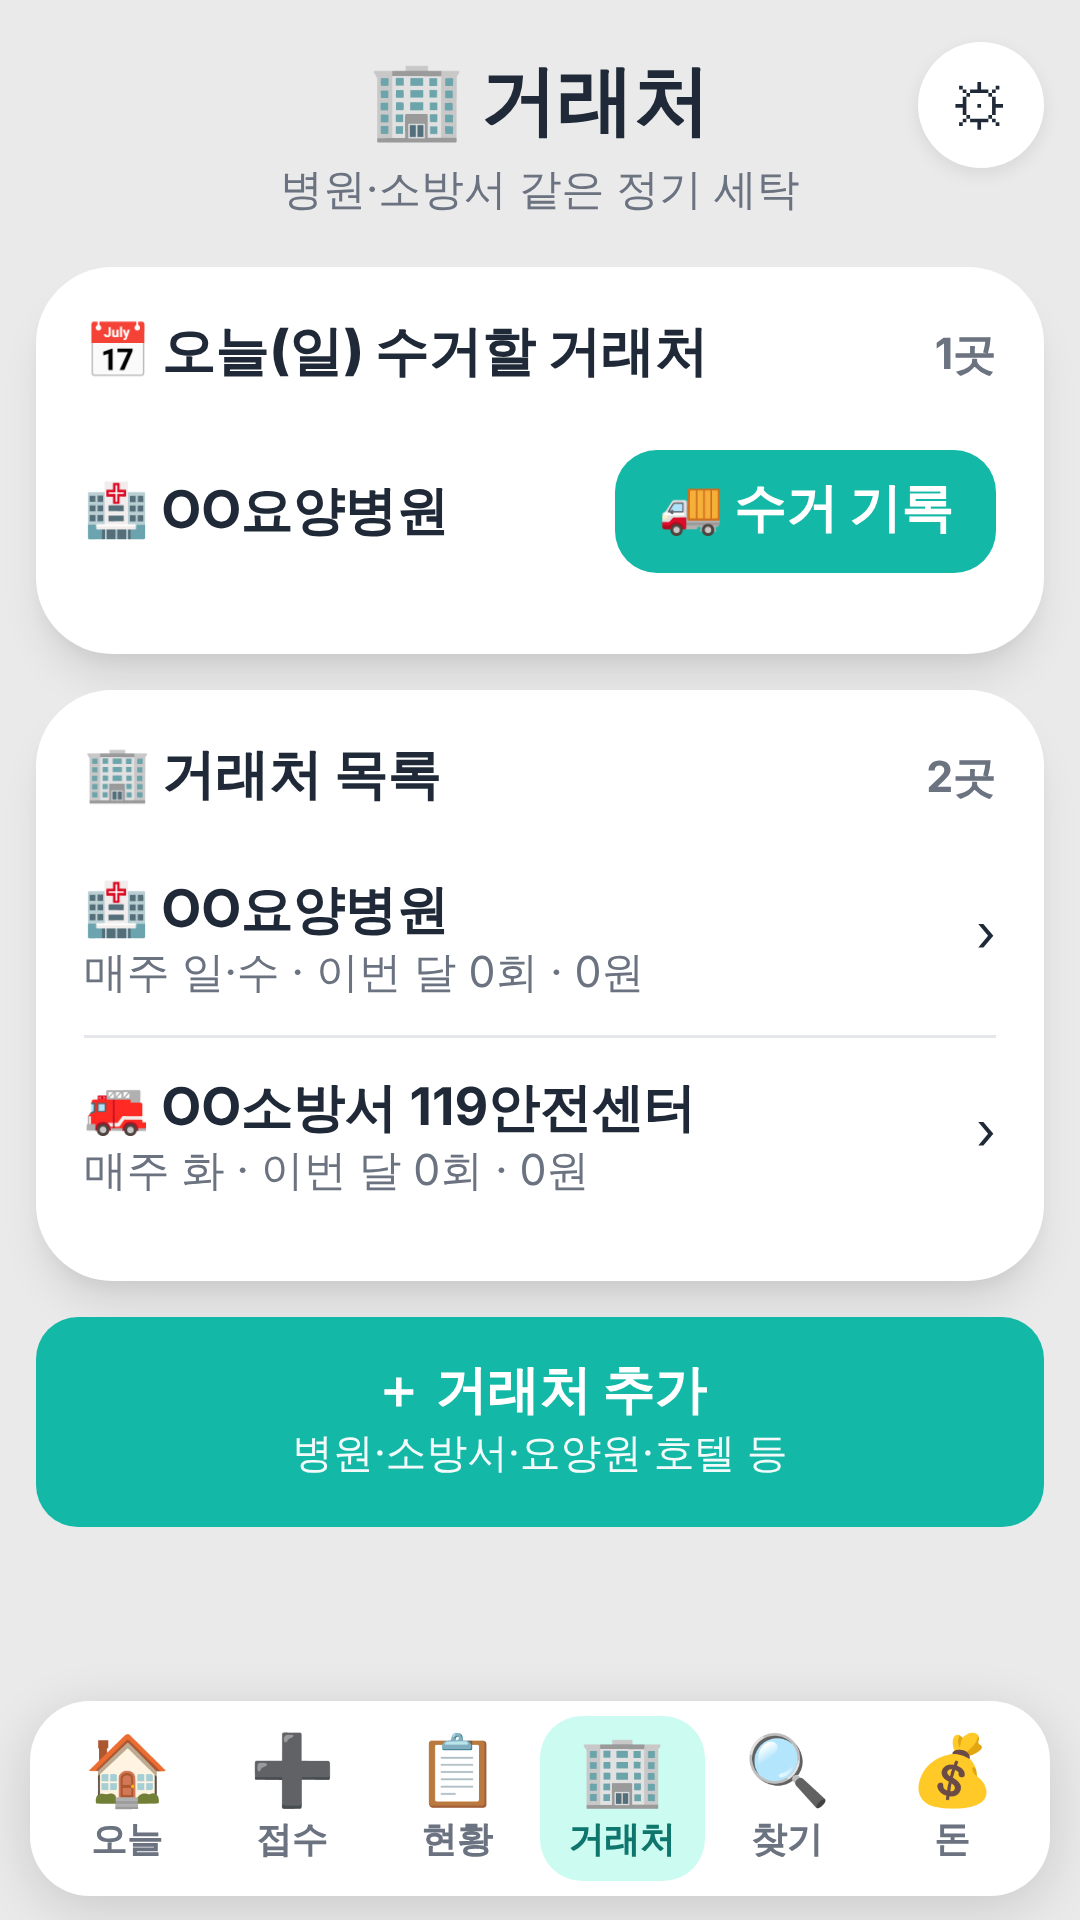 🏢 거래처
병원·소방서 같은 정기 세탁
📅 오늘(일) 수거할 거래처 1곳
🏥 OO요양병원 🚚 수거 기록
🏢 거래처 목록 2곳
🏥 OO요양병원
매주 일·수 · 이번 달 0회 · 0원 ›
🚒 OO소방서 119안전센터
매주 화 · 이번 달 0회 · 0원 ›
+ 거래처 추가
병원·소방서·요양원·호텔 등
오늘 접수 현황 거래처 찾기 돈